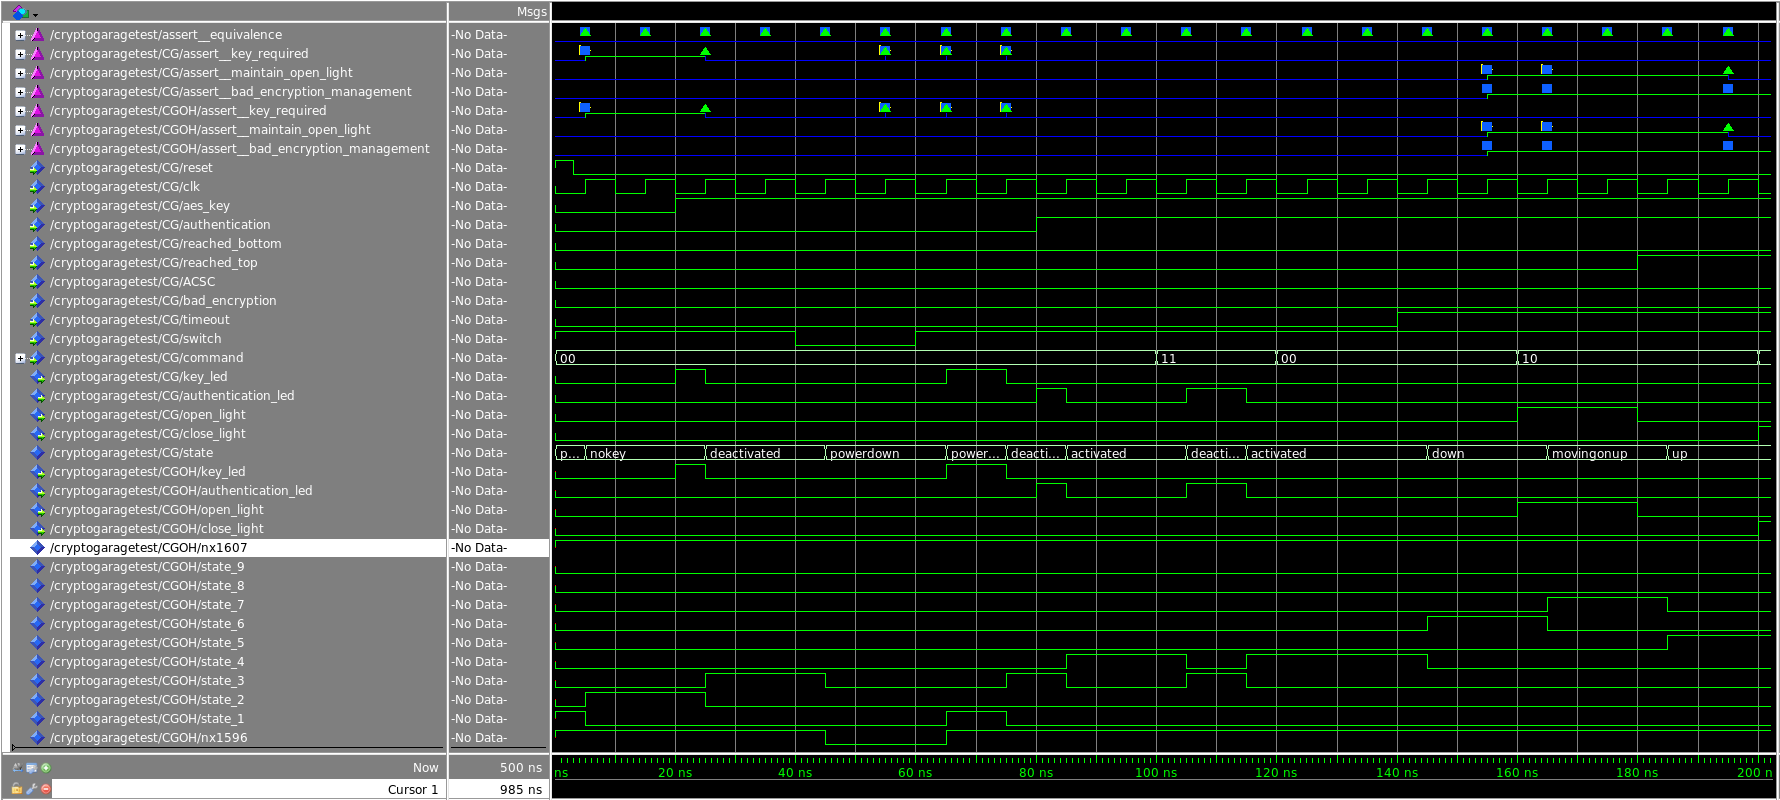 Msgs
/cryptogaragetest/assert__equivalence -No Data-
/cryptogaragetest/CG/assert__key_required -No Data-
/cryptogaragetest/CG/assert__maintain_open_light -No Data-
/cryptogaragetest/CG/assert__bad_encryption_management -No Data-
/cryptogaragetest/CGOH/assert__key_required -No Data-
/cryptogaragetest/CGOH/assert__maintain_open_light -No Data-
/cryptogaragetest/CGOH/assert__bad_encryption_management -No Data-
/cryptogaragetest/CG/reset -No Data-
/cryptogaragetest/CG/clk -No Data-
/cryptogaragetest/CG/aes_key -No Data-
/cryptogaragetest/CG/authentication -No Data-
/cryptogaragetest/CG/reached_bottom -No Data-
/cryptogaragetest/CG/reached_top -No Data-
/cryptogaragetest/CG/ACSC -No Data-
/cryptogaragetest/CG/bad_encryption -No Data-
/cryptogaragetest/CG/timeout -No Data-
/cryptogaragetest/CG/switch -No Data-
/cryptogaragetest/CG/command -No Data- 00 11 00 10
/cryptogaragetest/CG/key_led -No Data-
/cryptogaragetest/CG/authentication_led -No Data-
/cryptogaragetest/CG/open_light -No Data-
/cryptogaragetest/CG/close_light -No Data-
/cryptogaragetest/CG/state -No Data- p... nokey deactivated powerdown power... deacti... activated deacti... activated down movingonup up
/cryptogaragetest/CGOH/key_led -No Data-
/cryptogaragetest/CGOH/authentication_led -No Data-
/cryptogaragetest/CGOH/open_light -No Data-
/cryptogaragetest/CGOH/close_light -No Data-
/cryptogaragetest/CGOH/nx1607 -No Data-
/cryptogaragetest/CGOH/state_9 -No Data-
/cryptogaragetest/CGOH/state_8 -No Data-
/cryptogaragetest/CGOH/state_7 -No Data-
/cryptogaragetest/CGOH/state_6 -No Data-
/cryptogaragetest/CGOH/state_5 -No Data-
/cryptogaragetest/CGOH/state_4 -No Data-
/cryptogaragetest/CGOH/state_3 -No Data-
/cryptogaragetest/CGOH/state_2 -No Data-
/cryptogaragetest/CGOH/state_1 -No Data-
/cryptogaragetest/CGOH/nx1596 -No Data-
Now 500 ns ns 20 ns 40 ns 60 ns 80 ns 100 ns 120 ns 140 ns 160 ns 180 ns 200 n
Cursor 1 985 ns